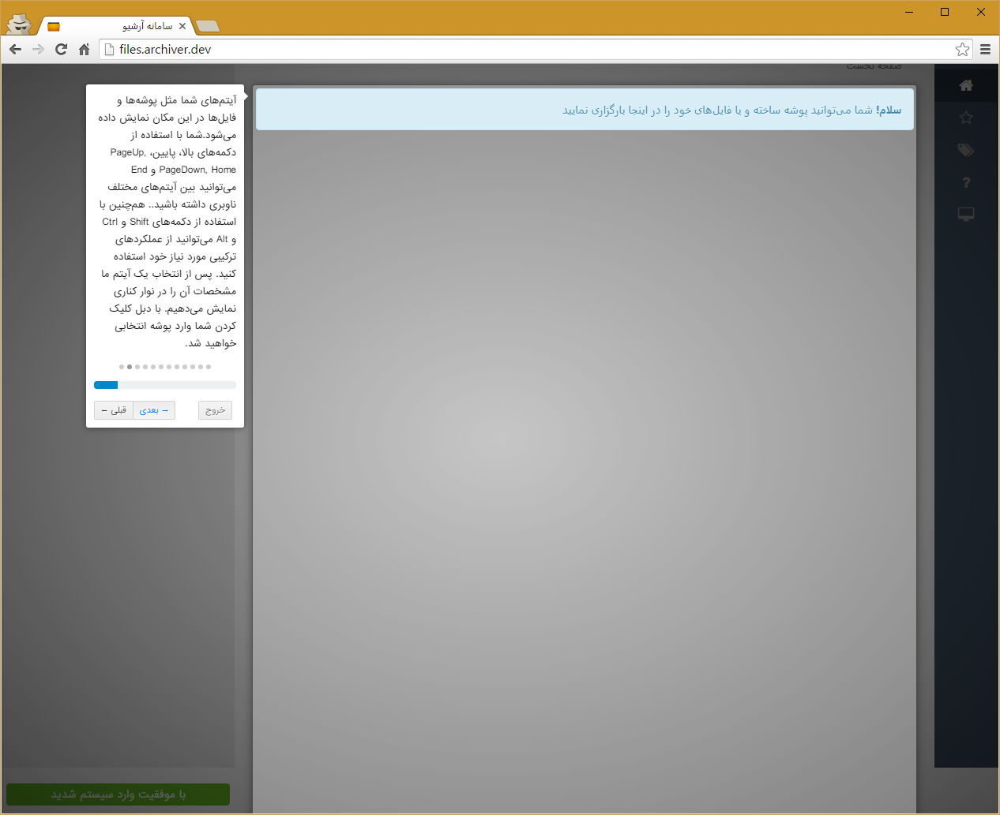 سامانه آرشیو
files.archiver.dev
صفحه نخست
سلام! شما می‌توانید پوشه ساخته و یا فایل‌های خود را در اینجا بارگزاری نمایید
آیتم‌های شما مثل پوشه‌ها و
فایل‌ها در این مکان نمایش داده
می‌شود.شما با استفاده از
دکمه‌های بالا، پایین، PageUp,
PageDown, Home و End
می‌توانید بین آیتم‌های مختلف
ناوبری داشته باشید.. هم‌چنین با
استفاده از دکمه‌های Shift و Ctrl
و Alt می‌توانید از عملکردهای
ترکیبی مورد نیاز خود استفاده
کنید. پس از انتخاب یک آیتم ما
مشخصات آن را در نوار کناری
نمایش می‌دهیم. با دبل کلیک
کردن شما وارد پوشه انتخابی
خواهید شد.
خروج
→ بعدی
قبلی ←
با موفقیت وارد سیستم شدید